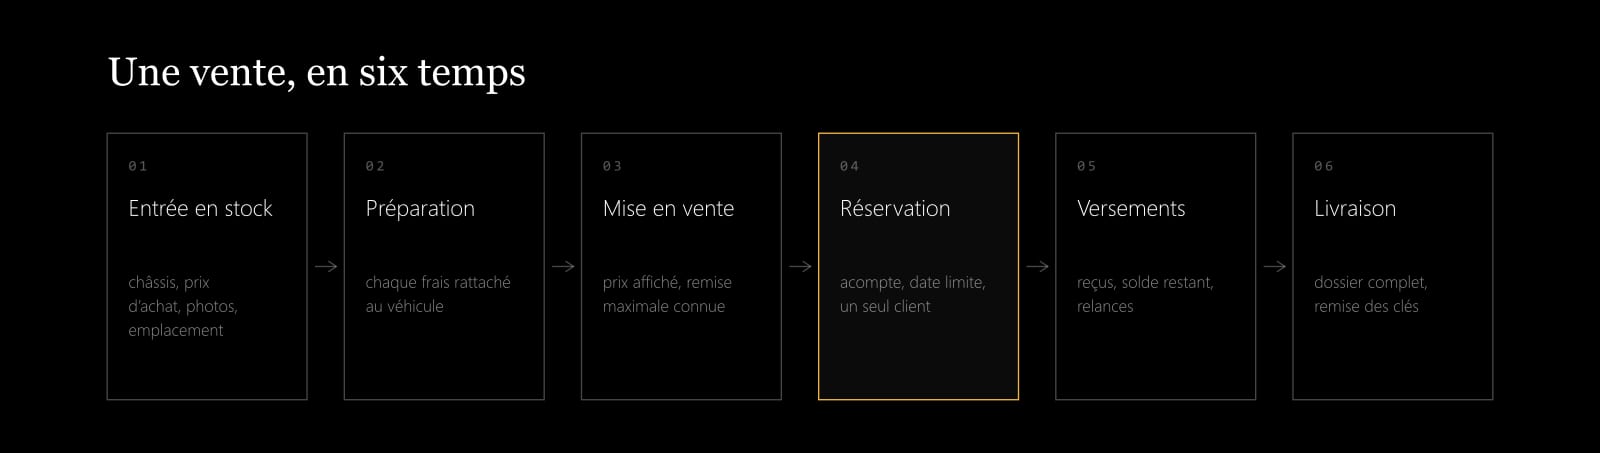 Une vente, en six temps
01
Entrée en stock
châssis, prix
d'achat, photos,
emplacement
02
Préparation
chaque frais rattaché
au véhicule
03
Mise en vente
prix affiché, remise
maximale connue
04
Réservation
acompte, date limite,
un seul client
05
Versements
reçus, solde restant,
relances
06
Livraison
dossier complet,
remise des clés